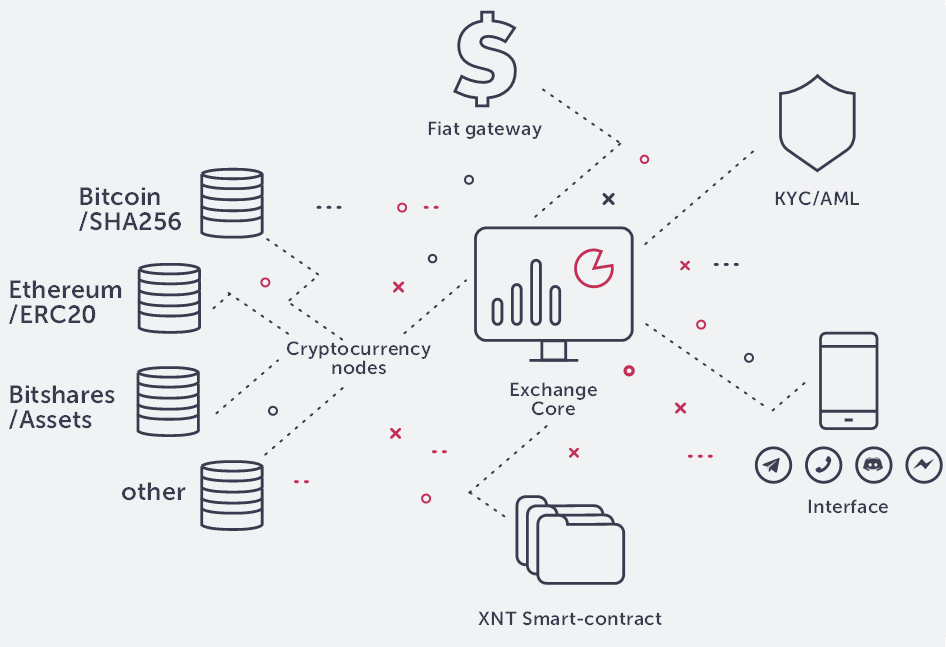 Fiat gateway
KYC/AML
Bitcoin
/SHA256
Ethereum
/ERC20
Cryptocurrency
nodes
Bitshares
/Assets
Exchange
Core
other
Interface
XNT Smart-contract